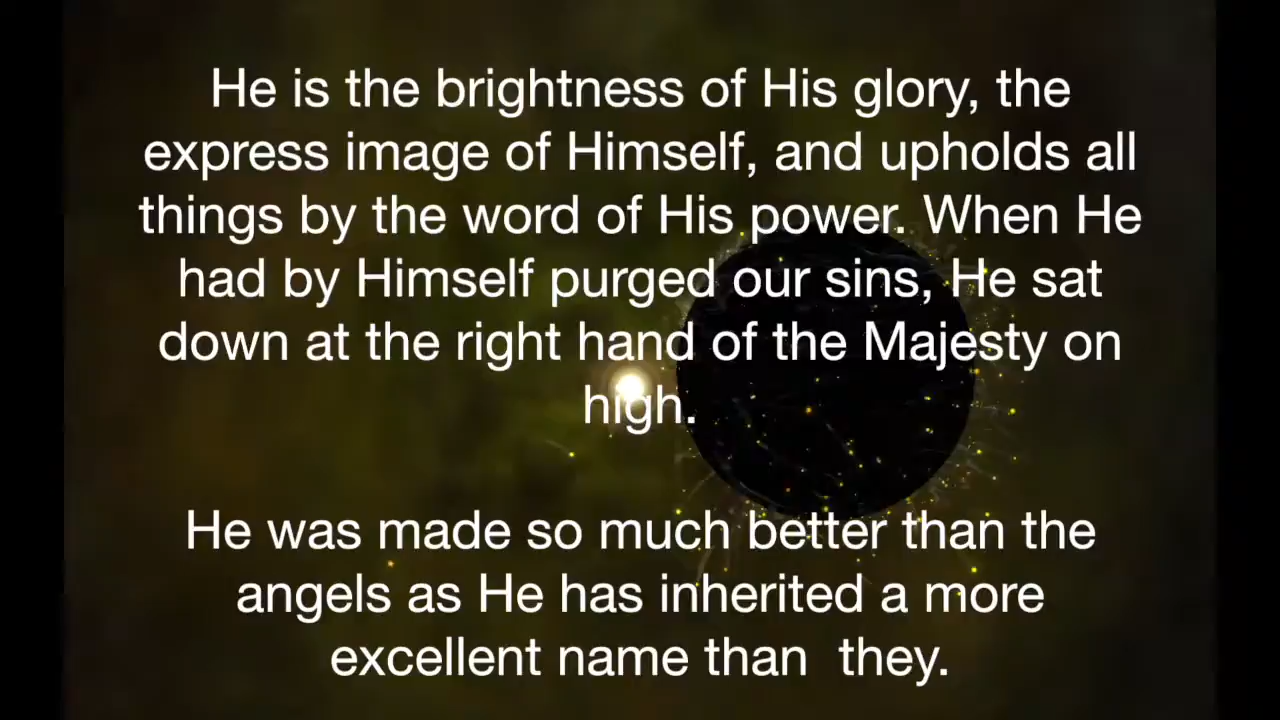 He is the brightness of His glory, the
express image of Himself, and upholds all
things by the word of His power. When He
had by Himself purged our sins, He sat
down at the right hand of the Majesty on
high.
He was made so much better than the
angels as He has inherited a more
excellent name than  they.